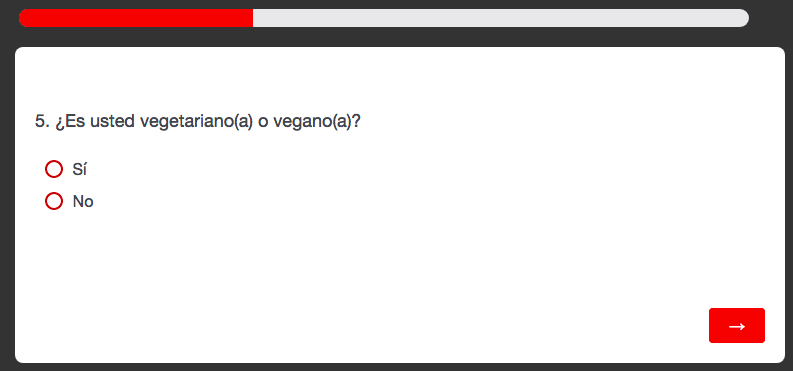 5. ¿Es usted vegetariano(a) o vegano(a)?
Sí
No
→